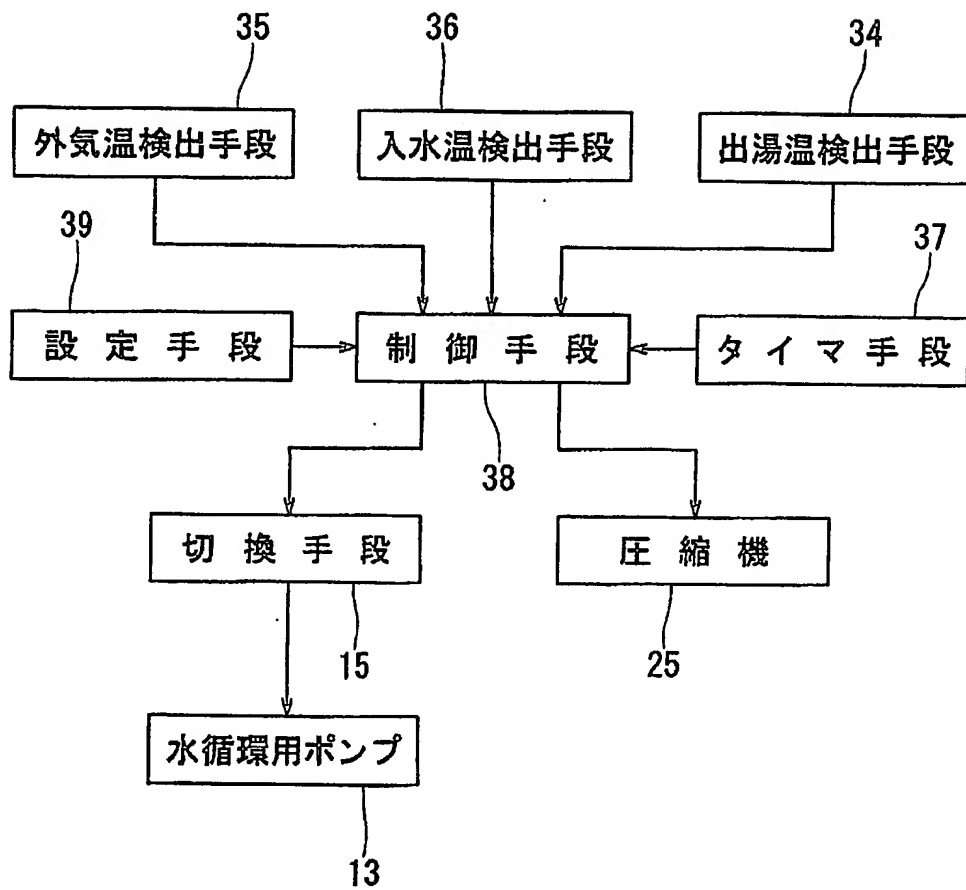 35
36
34
外気温検出手段
入水温検出手段
出湯温検出手段
39
37
設定手段
制御手段
タイマ手段
38
切換手段
圧縮機
15
25
水循環用ポンプ
13